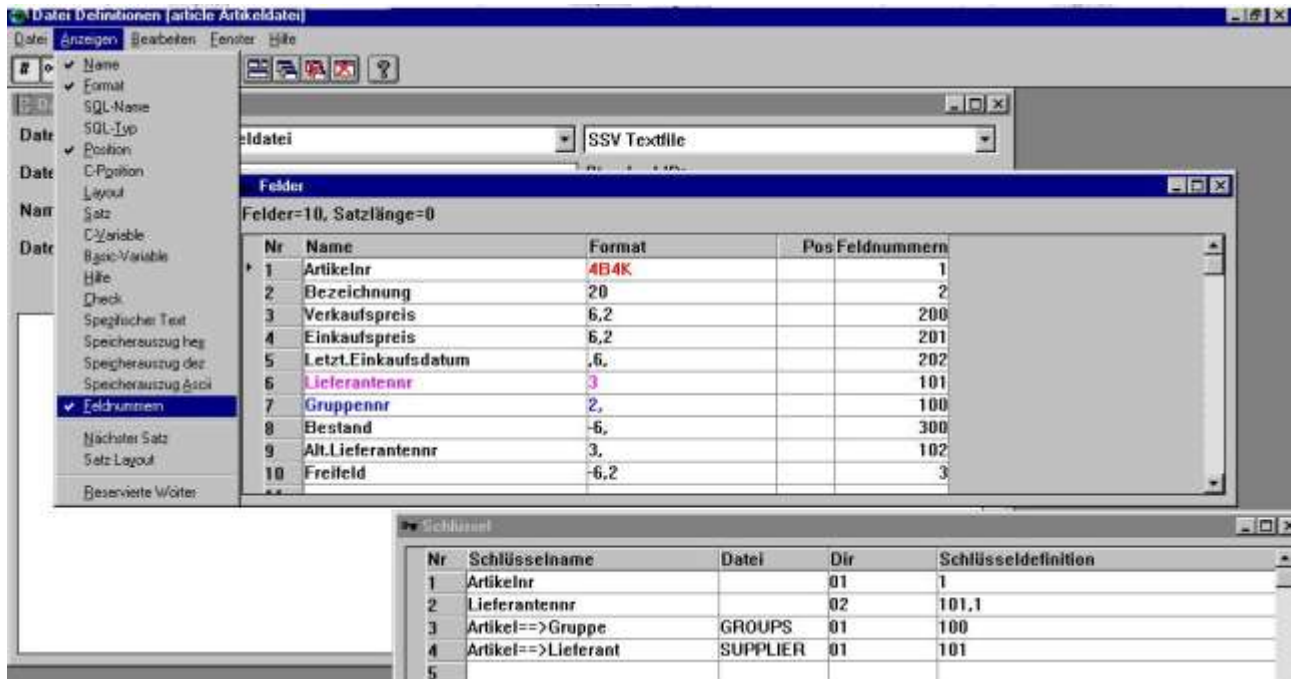 Datei Definitionen [article Artikeldatei]
Datei Anzeigen Bearbeiten Fenster Hilfe
#
Name
Format
SQL-Name
SQL-Typ
Position
C-Position
Layout
Satz
C-Variable
Basic-Variable
Hilfe
Check
Spezifischer Text
Speicherauszug hex
Speicherauszug dez
Speicherauszug Ascii
Feldnummern
Nächster Satz
Satz-Layout
Reservierte Wörter
?
Date
eldatei
SSV Textfile
Date
Nam
Date
Felder
Felder=10, Satzlänge=0
Nr Name Format Pos Feldnummern
1 Artikelnr 4B4K 1
2 Bezeichnung 20 2
3 Verkaufspreis 6,2 200
4 Einkaufspreis 6,2 201
5 Letzt.Einkaufsdatum ,6, 202
6 Lieferantennr 3 101
7 Gruppennr 2, 100
8 Bestand -6, 300
9 Alt.Lieferantennr 3, 102
10 Freifeld -6,2 3
Schlüssel
Nr Schlüsselname Datei Dir Schlüsseldefinition
1 Artikelnr 01 1
2 Lieferantennr 02 101,1
3 Artikel==>Gruppe GROUPS 01 100
4 Artikel==>Lieferant SUPPLIER 01 101
5